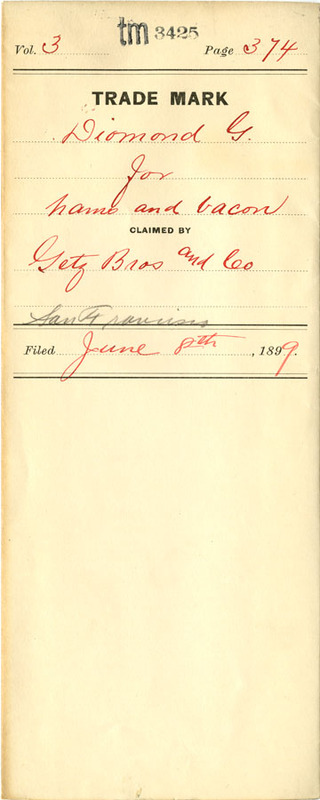 Vol. 3 tm 3425 Page 374
TRADE MARK
Diomond G.
for
hams and bacon
CLAIMED BY
Getz Bros and Co
San Francisco
Filed June 8th, 1899.